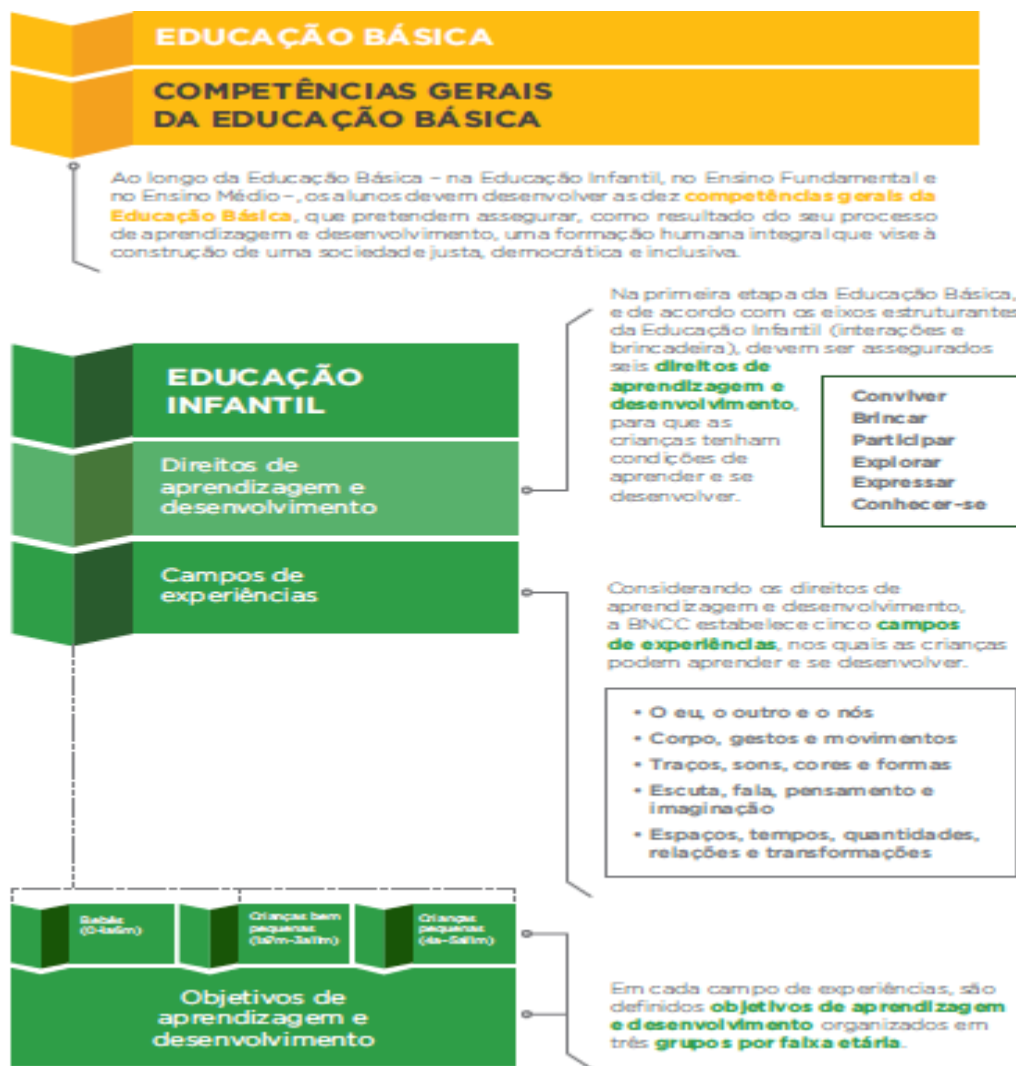 EDUCAÇÃO BÁSICA
COMPETÊNCIAS GERAIS
DA EDUCAÇÃO BÁSICA
Ao longo da Educação Básica – na Educação Infantil, no Ensino Fundamental e
no Ensino Médio –, os alunos devem desenvolver as dez competências gerais da
Educação Básica, que pretendem assegurar, como resultado do seu processo
de aprendizagem e desenvolvimento, uma formação humana integral que vise à
construção de uma sociedade justa, democrática e inclusiva.
Na primeira etapa da Educação Básica,
e de acordo com os eixos estruturantes
da Educação Infantil (interações e
brincadeira), devem ser assegurados
seis direitos de
aprendizagem e
desenvolvimento,
para que as
crianças tenham
condições de
aprender e se
desenvolver.
Conviver
Brincar
Participar
Explorar
Expressar
Conhecer-se
EDUCAÇÃO
INFANTIL
Direitos de
aprendizagem e
desenvolvimento
Campos de
experiências
Considerando os direitos de
aprendizagem e desenvolvimento,
a BNCC estabelece cinco campos
de experiências, nos quais as crianças
podem aprender e se desenvolver.
• O eu, o outro e o nós
• Corpo, gestos e movimentos
• Traços, sons, cores e formas
• Escuta, fala, pensamento e
imaginação
• Espaços, tempos, quantidades,
relações e transformações
Bebês
(0-1a6m)
Crianças bem
pequenas
(1a7m-3a11m)
Crianças
pequenas
(4a-5a11m)
Objetivos de
aprendizagem e
desenvolvimento
Em cada campo de experiências, são
definidos objetivos de aprendizagem
e desenvolvimento organizados em
três grupos por faixa etária.